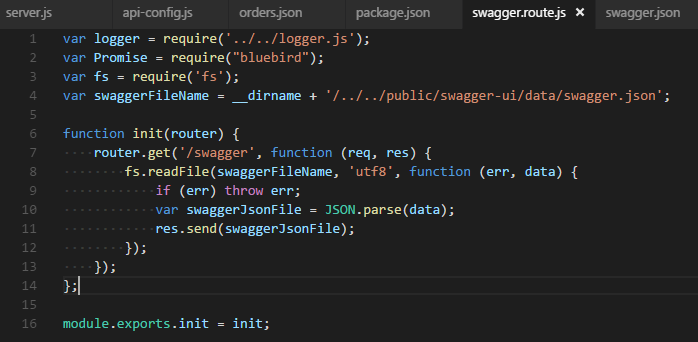 server.js api-config.js orders.json package.json swagger.route.js × swagger.json
1 var logger = require('../../logger.js');
2 var Promise = require("bluebird");
3 var fs = require('fs');
4 var swaggerFileName = __dirname + '/../../public/swagger-ui/data/swagger.json';
5
6 function init(router) {
7     router.get('/swagger', function (req, res) {
8         fs.readFile(swaggerFileName, 'utf8', function (err, data) {
9             if (err) throw err;
10             var swaggerJsonFile = JSON.parse(data);
11             res.send(swaggerJsonFile);
12         });
13     });
14 };
15
16 module.exports.init = init;